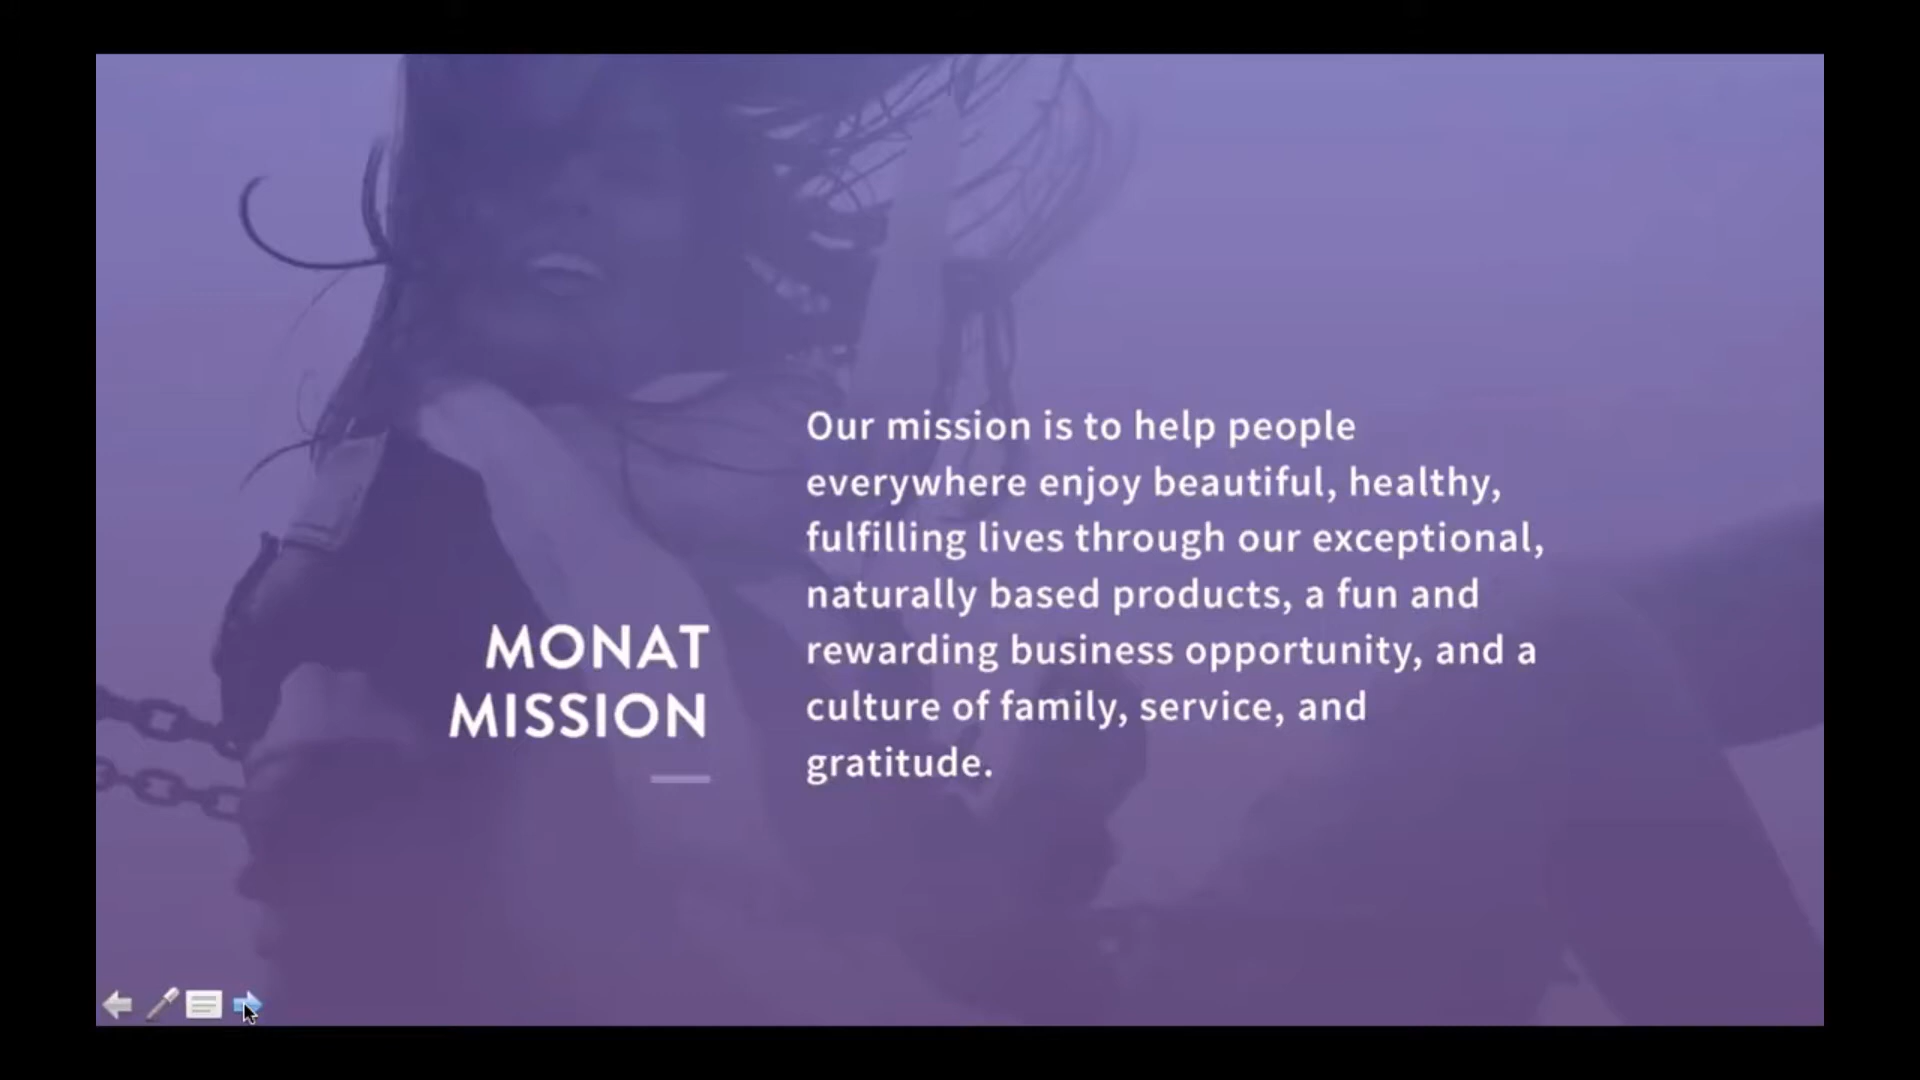 MONAT
MISSION
Our mission is to help people
everywhere enjoy beautiful, healthy,
fulfilling lives through our exceptional,
naturally based products, a fun and
rewarding business opportunity, and a
culture of family, service, and
gratitude.